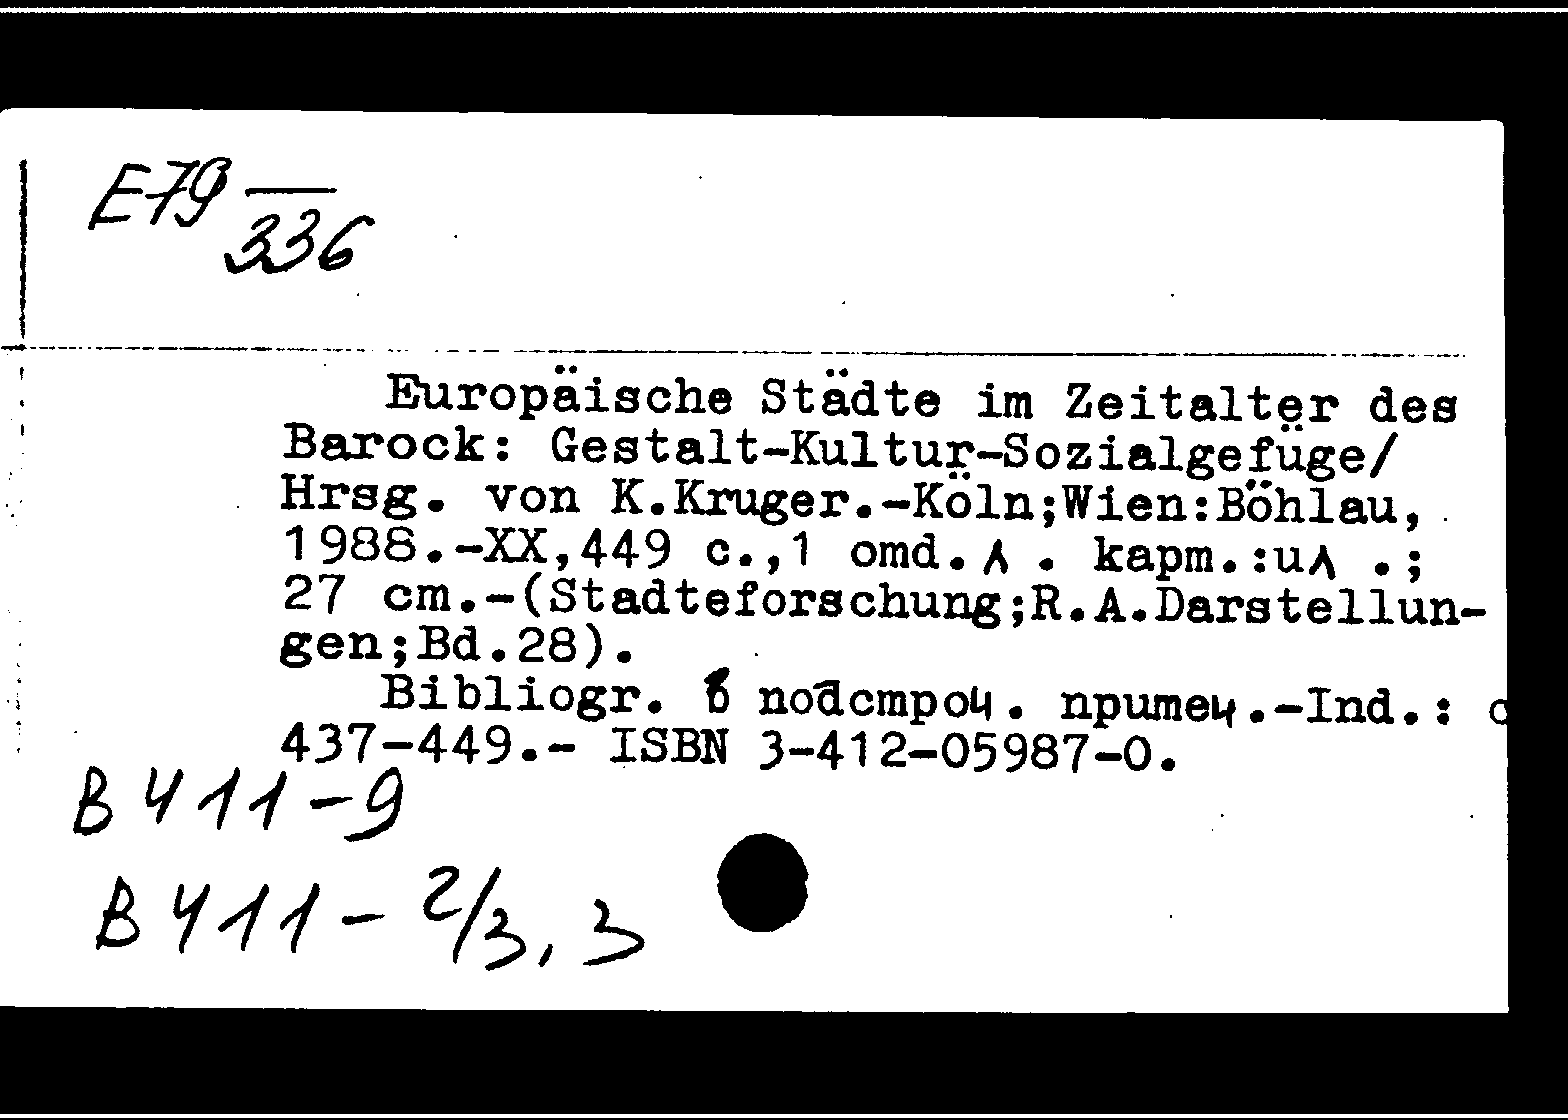 E79
336
Europäische Städte im Zeitalter des
Barock: Gestalt-Kultur-Sozialgefüge/
Hrsg. von K.Kruger.-Köln;Wien:Böhlau,
1988.-XX,449 с.,1 отд.л . карт.:ил .;
27 cm.-(Stadteforschung;R.A.Darstellun-
gen;Bd.28).
Bibliogr. в подстроч. примеч.-Ind.: с
437-449.- ISBN 3-412-05987-0.
B411-9
B411-2/3, 3